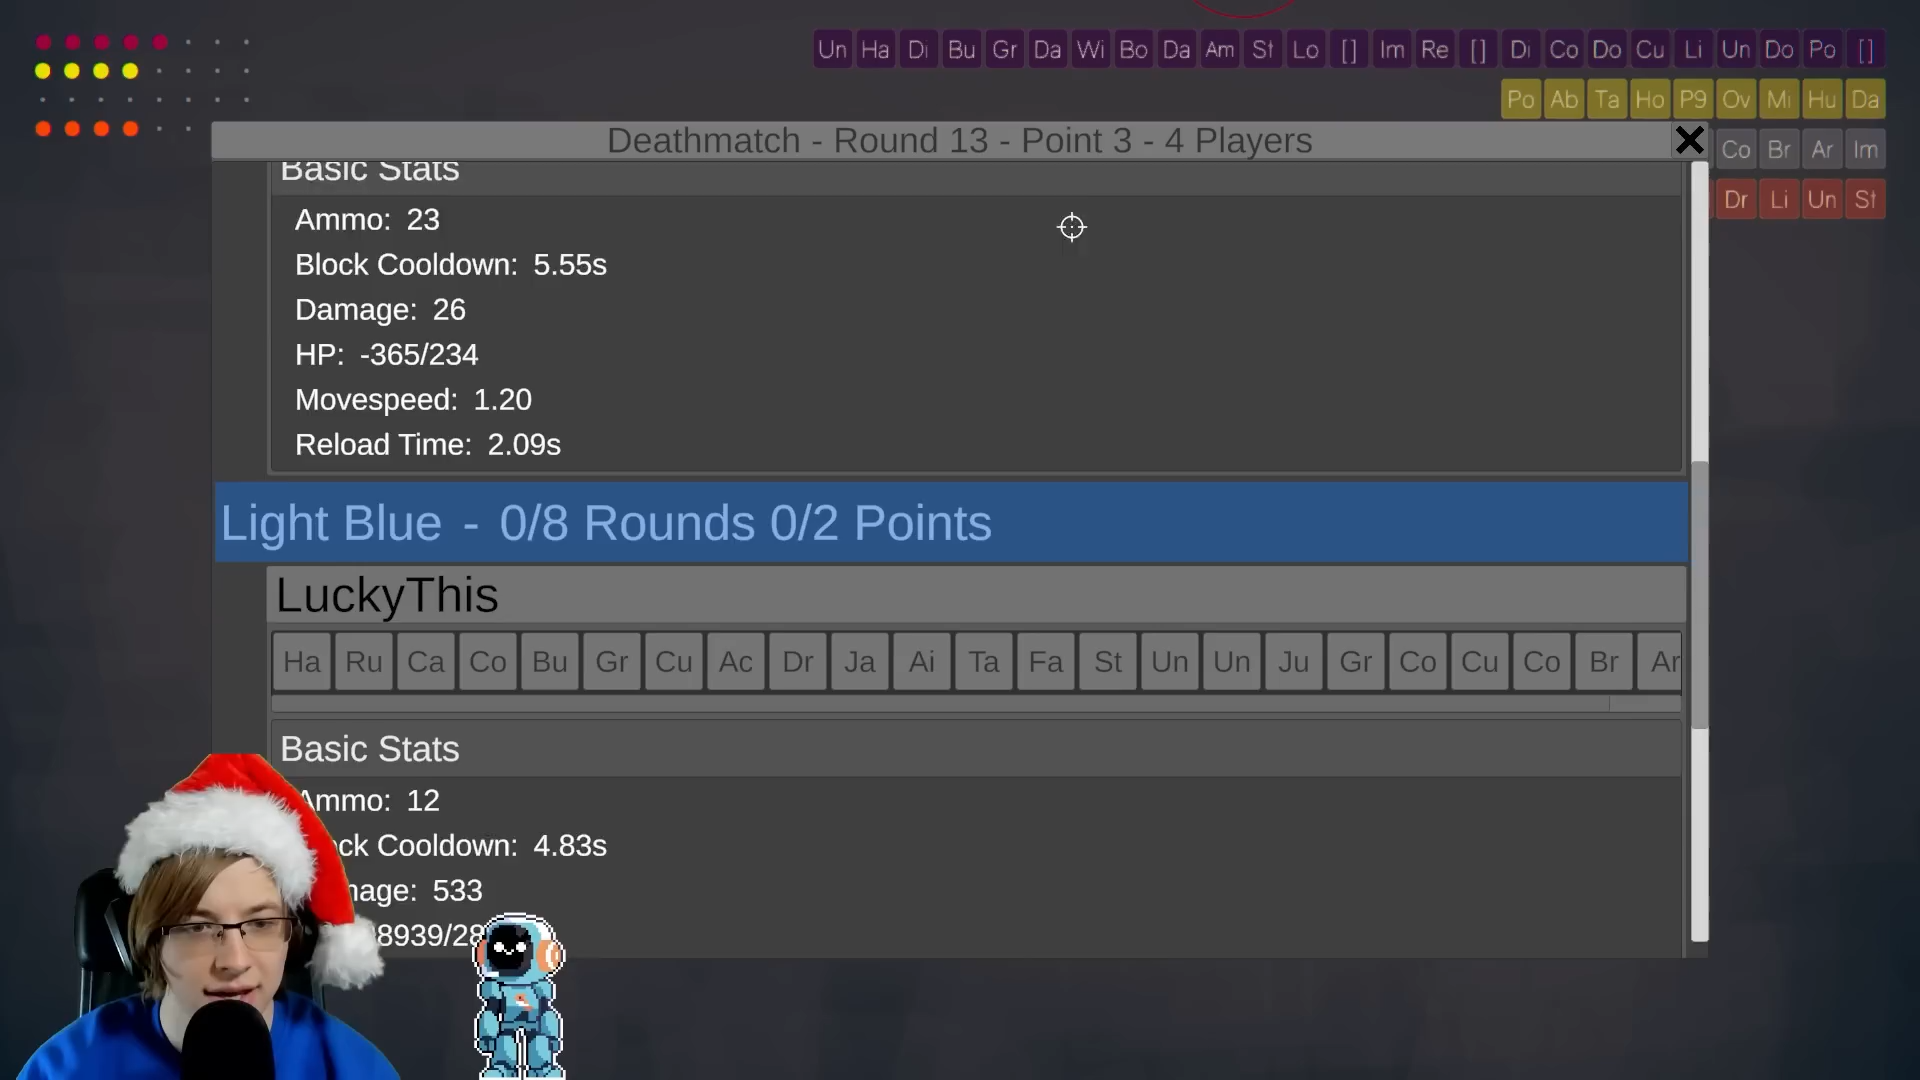 Un Ha Di Bu Gr Da Wi Bo Da Am St Lo [] Im Re [] Di Co Do Cu Li Un Do Po []
Po Ab Ta Ho P9 Ov Mi Hu Da
Deathmatch - Round 13 - Point 3 - 4 Players
Co Br Ar Im
Dr Li Un St
Basic Stats
Ammo: 23
Block Cooldown: 5.55s
Damage: 26
HP: -365/234
Movespeed: 1.20
Reload Time: 2.09s
Light Blue - 0/8 Rounds 0/2 Points
LuckyThis
Ha Ru Ca Co Bu Gr Cu Ac Dr Ja Ai Ta Fa St Un Un Ju Gr Co Cu Co Br Ar
Basic Stats
Ammo: 12
ock Cooldown: 4.83s
mage: 533
8939/28